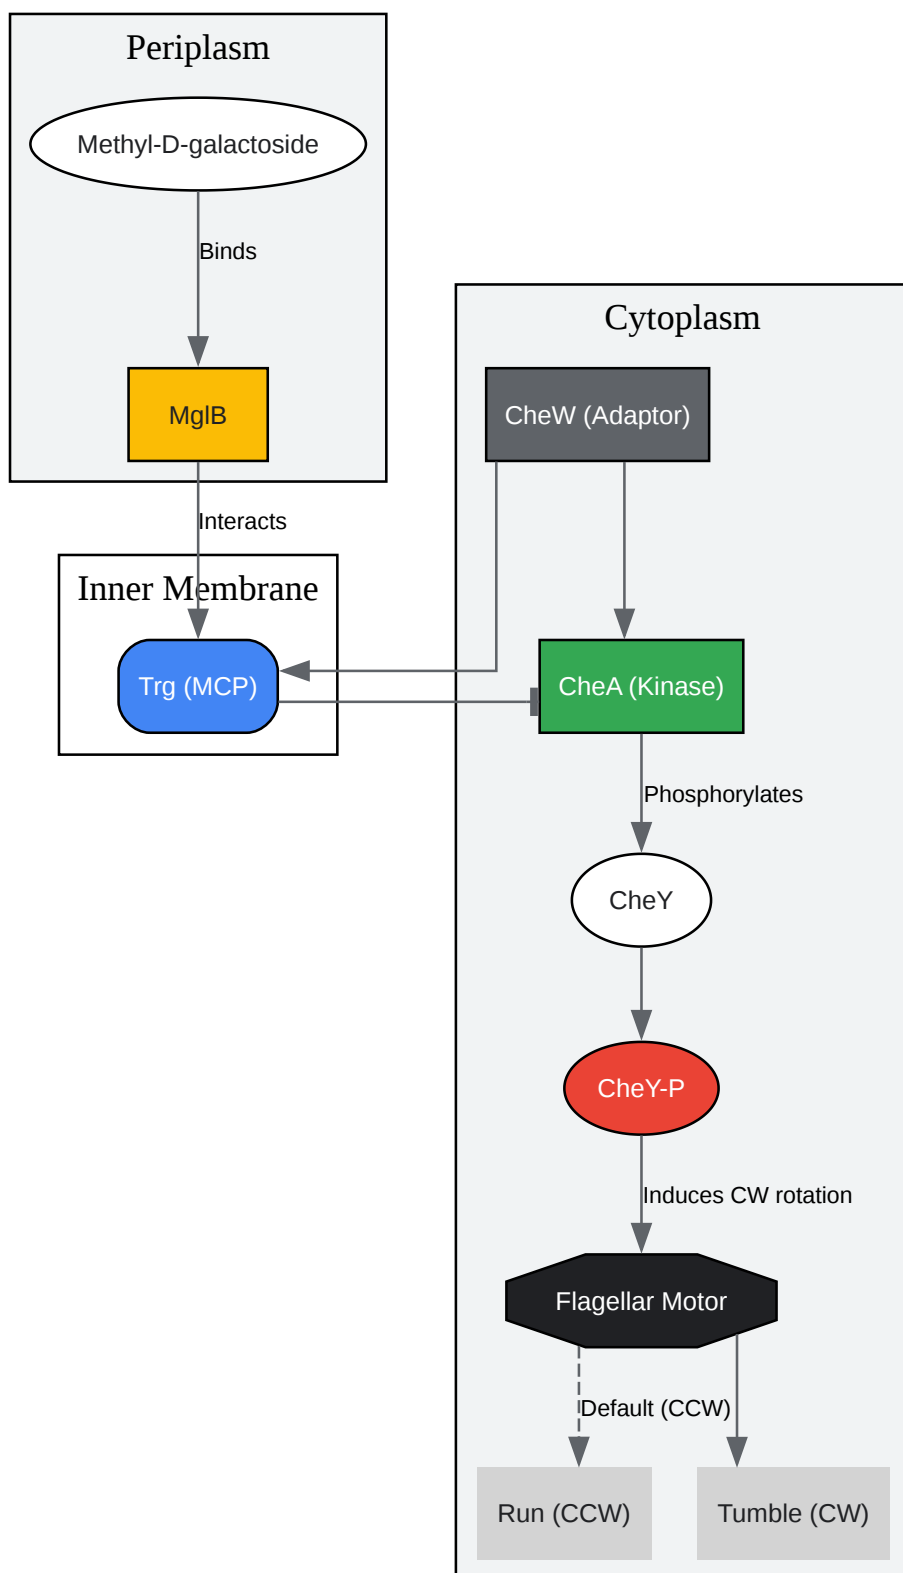 Periplasm
Methyl-D-galactoside
Binds
MglB
Interacts
Inner Membrane
Trg (MCP)
Cytoplasm
CheW (Adaptor)
CheA (Kinase)
Phosphorylates
CheY
CheY-P
Induces CW rotation
Flagellar Motor
Default (CCW)
Run (CCW)
Tumble (CW)